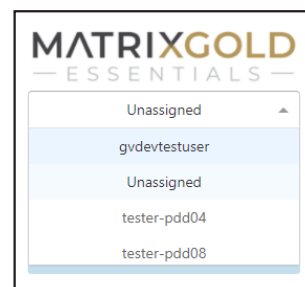 MATRIXGOLD
ESSENTIALS
Unassigned
gvdevtestuser
Unassigned
tester-pdd04
tester-pdd08